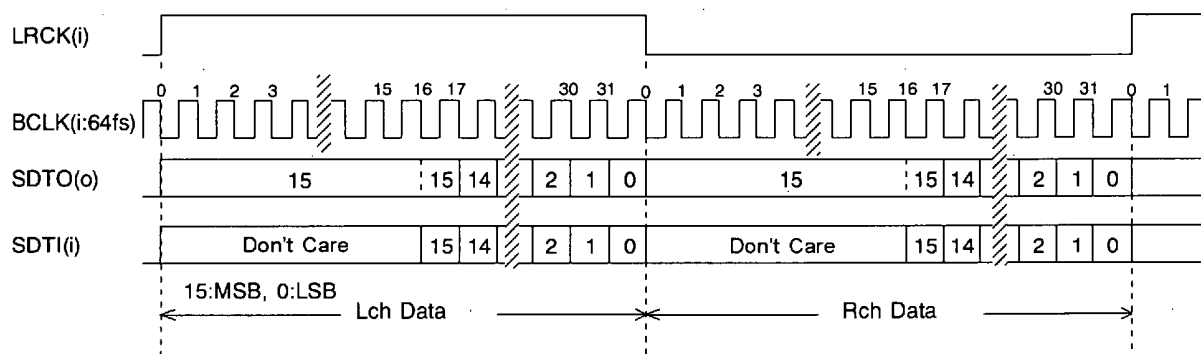 LRCK(i)
0 1 2 3 15 16 17 30 31 0 1 2 3 15 16 17 30 31 0 1
BCLK(i:64fs)
SDTO(o) 15 15 14 2 1 0 15 15 14 2 1 0
SDTI(i) Don't Care 15 14 2 1 0 Don't Care 15 14 2 1 0
15:MSB, 0:LSB
Lch Data Rch Data